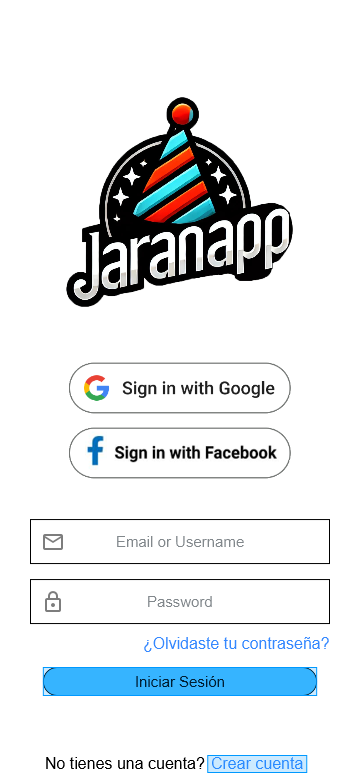 Jaranapp
Sign in with Google
Sign in with Facebook
Email or Username
Password
¿Olvidaste tu contraseña?
Iniciar Sesión
No tienes una cuenta? Crear cuenta